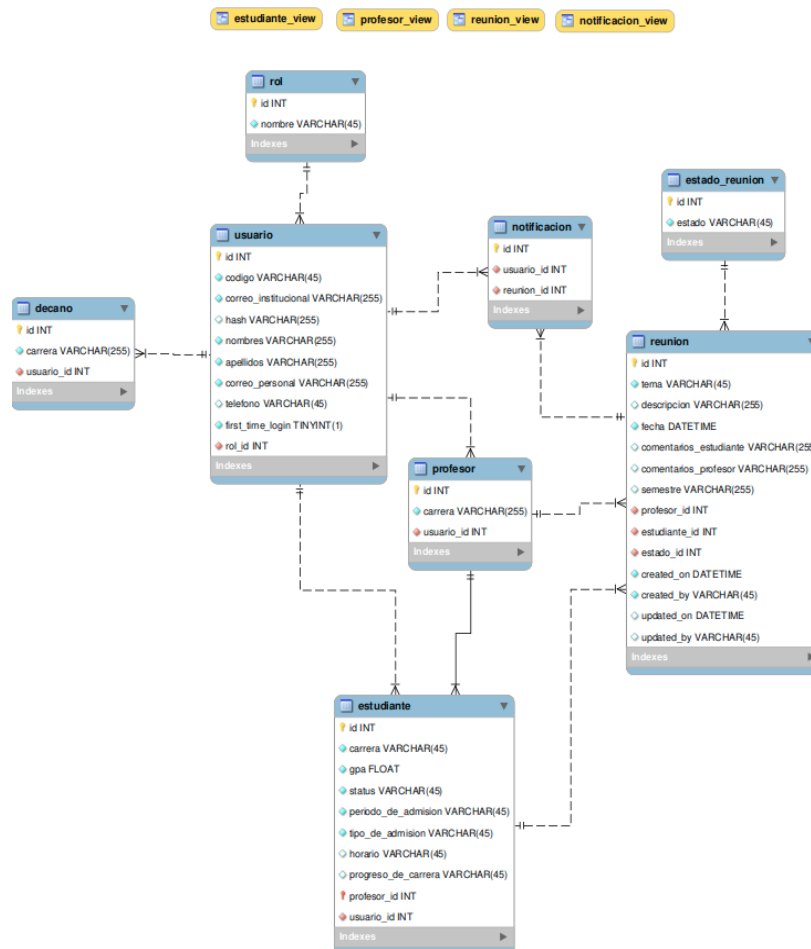 estudiante_view
profesor_view
reunion_view
notificacion_view
rol
id INT
nombre VARCHAR(45)
Indexes
estado_reunion
id INT
estado VARCHAR(45)
Indexes
usuario
id INT
codigo VARCHAR(45)
correo_institucional VARCHAR(255)
hash VARCHAR(255)
nombres VARCHAR(255)
apellidos VARCHAR(255)
correo_personal VARCHAR(255)
telefono VARCHAR(45)
first_time_login TINYINT(1)
rol_id INT
Indexes
notificacion
id INT
usuario_id INT
reunion_id INT
Indexes
decano
id INT
carrera VARCHAR(255)
usuario_id INT
Indexes
reunion
id INT
tema VARCHAR(45)
descripcion VARCHAR(255)
fecha DATETIME
comentarios_estudiante VARCHAR(255
comentarios_profesor VARCHAR(255)
semestre VARCHAR(255)
profesor_id INT
estudiante_id INT
estado_id INT
created_on DATETIME
created_by VARCHAR(45)
updated_on DATETIME
updated_by VARCHAR(45)
Indexes
profesor
id INT
carrera VARCHAR(255)
usuario_id INT
Indexes
estudiante
id INT
carrera VARCHAR(45)
gpa FLOAT
status VARCHAR(45)
periodo_de_admision VARCHAR(45)
tipo_de_admision VARCHAR(45)
horario VARCHAR(45)
progreso_de_carrera VARCHAR(45)
profesor_id INT
usuario_id INT
Indexes